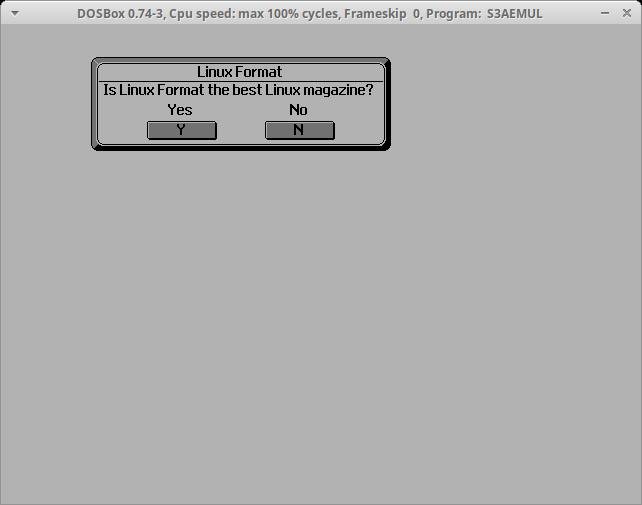 DOSBox 0.74-3, Cpu speed: max 100% cycles, Frameskip 0, Program: S3AEMUL
Linux Format
Is Linux Format the best Linux magazine?
Yes No
Y N